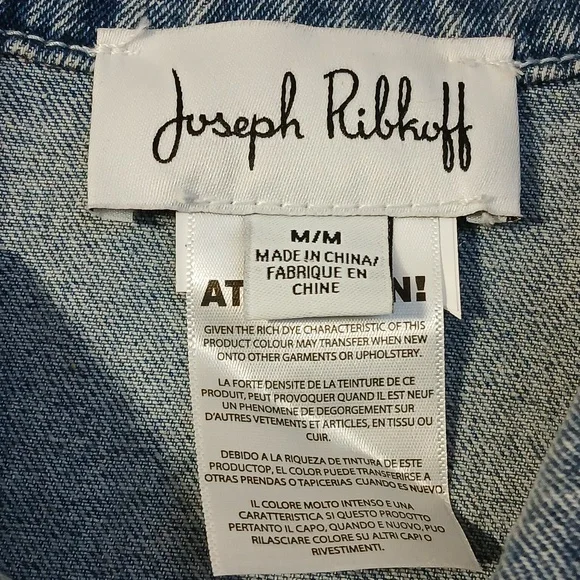 Joseph Ribkoff
M/M
MADE IN CHINA/
FABRIQUE EN
CHINE
AT N!
GIVEN THE RICH DYE CHARACTERISTIC OF THIS
PRODUCT COLOUR MAY TRANSFER WHEN NEW
ONTO OTHER GARMENTS OR UPHOLSTERY.
LA FORTE DENSITE DE LA TEINTURE DE CE
PRODUIT, PEUT PROVOQUER QUAND IL EST NEUF
UN PHENOMENE DE DEGORGEMENT SUR
D'AUTRES VETEMENTS ET ARTICLES, EN TISSU OU
CUIR.
DEBIDO A LA RIQUEZA DE TINTURA DE ESTE
PRODUCTOP, EL COLOR PUEDE TRANSFERIRSE A
OTRAS PRENDAS O TAPICERIAS CUANDO ES NUEVO.
IL COLORE MOLTO INTENSO E UNA
CARATTERISTICA SI QUESTO PRODOTTO
PERTANTO IL CAPO, QUANDO E NUOVO, PUO
RILASCIARE COLORE SU ALTRI CAPI O
RIVESTIMENTI.